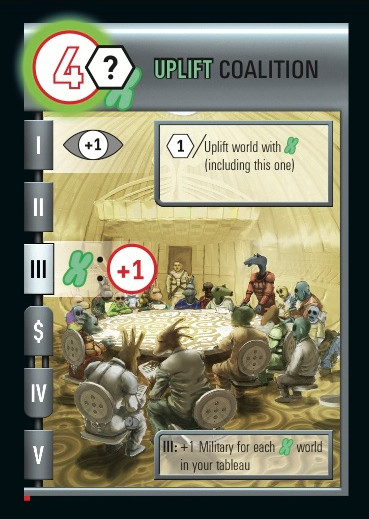 4 ? UPLIFT COALITION
I +1
1 / Uplift world with
(including this one)
II
III : +1
$
IV
V
III: +1 Military for each world
in your tableau